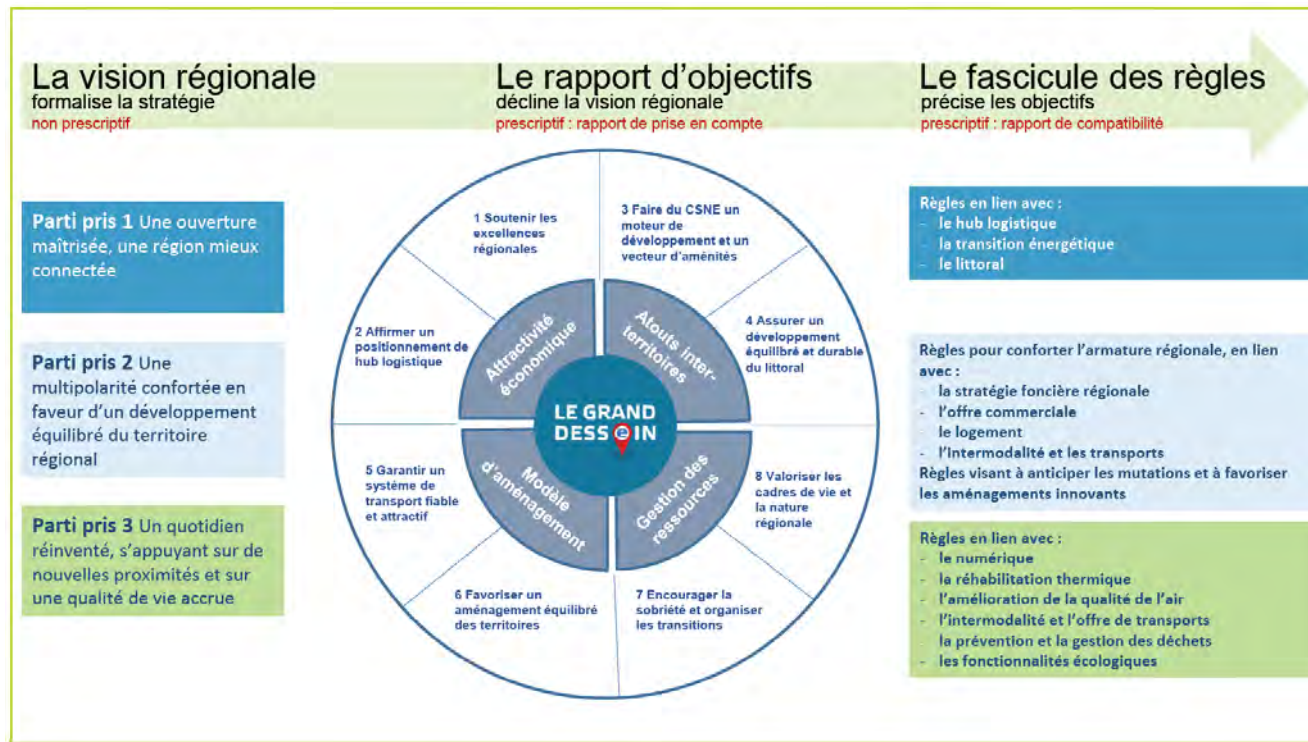 La vision régionale
formalise la stratégie
non prescriptif
Le rapport d'objectifs
décline la vision régionale
prescriptif : rapport de prise en compte
Le fascicule des règles
précise les objectifs
prescriptif : rapport de compatibilité
Parti pris 1 Une ouverture
maîtrisée, une région mieux
connectée
Parti pris 2 Une
multipolarité confortée en
faveur d'un développement
équilibré du territoire
régional
Parti pris 3 Un quotidien
réinventé, s'appuyant sur de
nouvelles proximités et sur
une qualité de vie accrue
1 Soutenir les
excellences
régionales
3 Faire du CSNE un
moteur de
développement et un
vecteur d'aménités
2 Affirmer un
positionnement de
hub logistique
4 Assurer un
développement
équilibré et durable
du littoral
5 Garantir un
système de
transport fiable
et attractif
8 Valoriser les
cadres de vie et
la nature
régionale
6 Favoriser un
aménagement équilibré
des territoires
7 Encourager la
sobriété et organiser
les transitions
Attractivité
économique
Atouts inter-
territoires
Modèle
d'aménagement
Gestion des
ressources
LE GRAND
DESSEIN
Règles en lien avec :
- le hub logistique
- la transition énergétique
- le littoral
Règles pour conforter l'armature régionale, en lien
avec :
- la stratégie foncière régionale
- l'offre commerciale
- le logement
- l'intermodalité et les transports
Règles visant à anticiper les mutations et à favoriser
les aménagements innovants
Règles en lien avec :
- le numérique
- la réhabilitation thermique
- l'amélioration de la qualité de l'air
- l'intermodalité et l'offre de transports
la prévention et la gestion des déchets
- les fonctionnalités écologiques